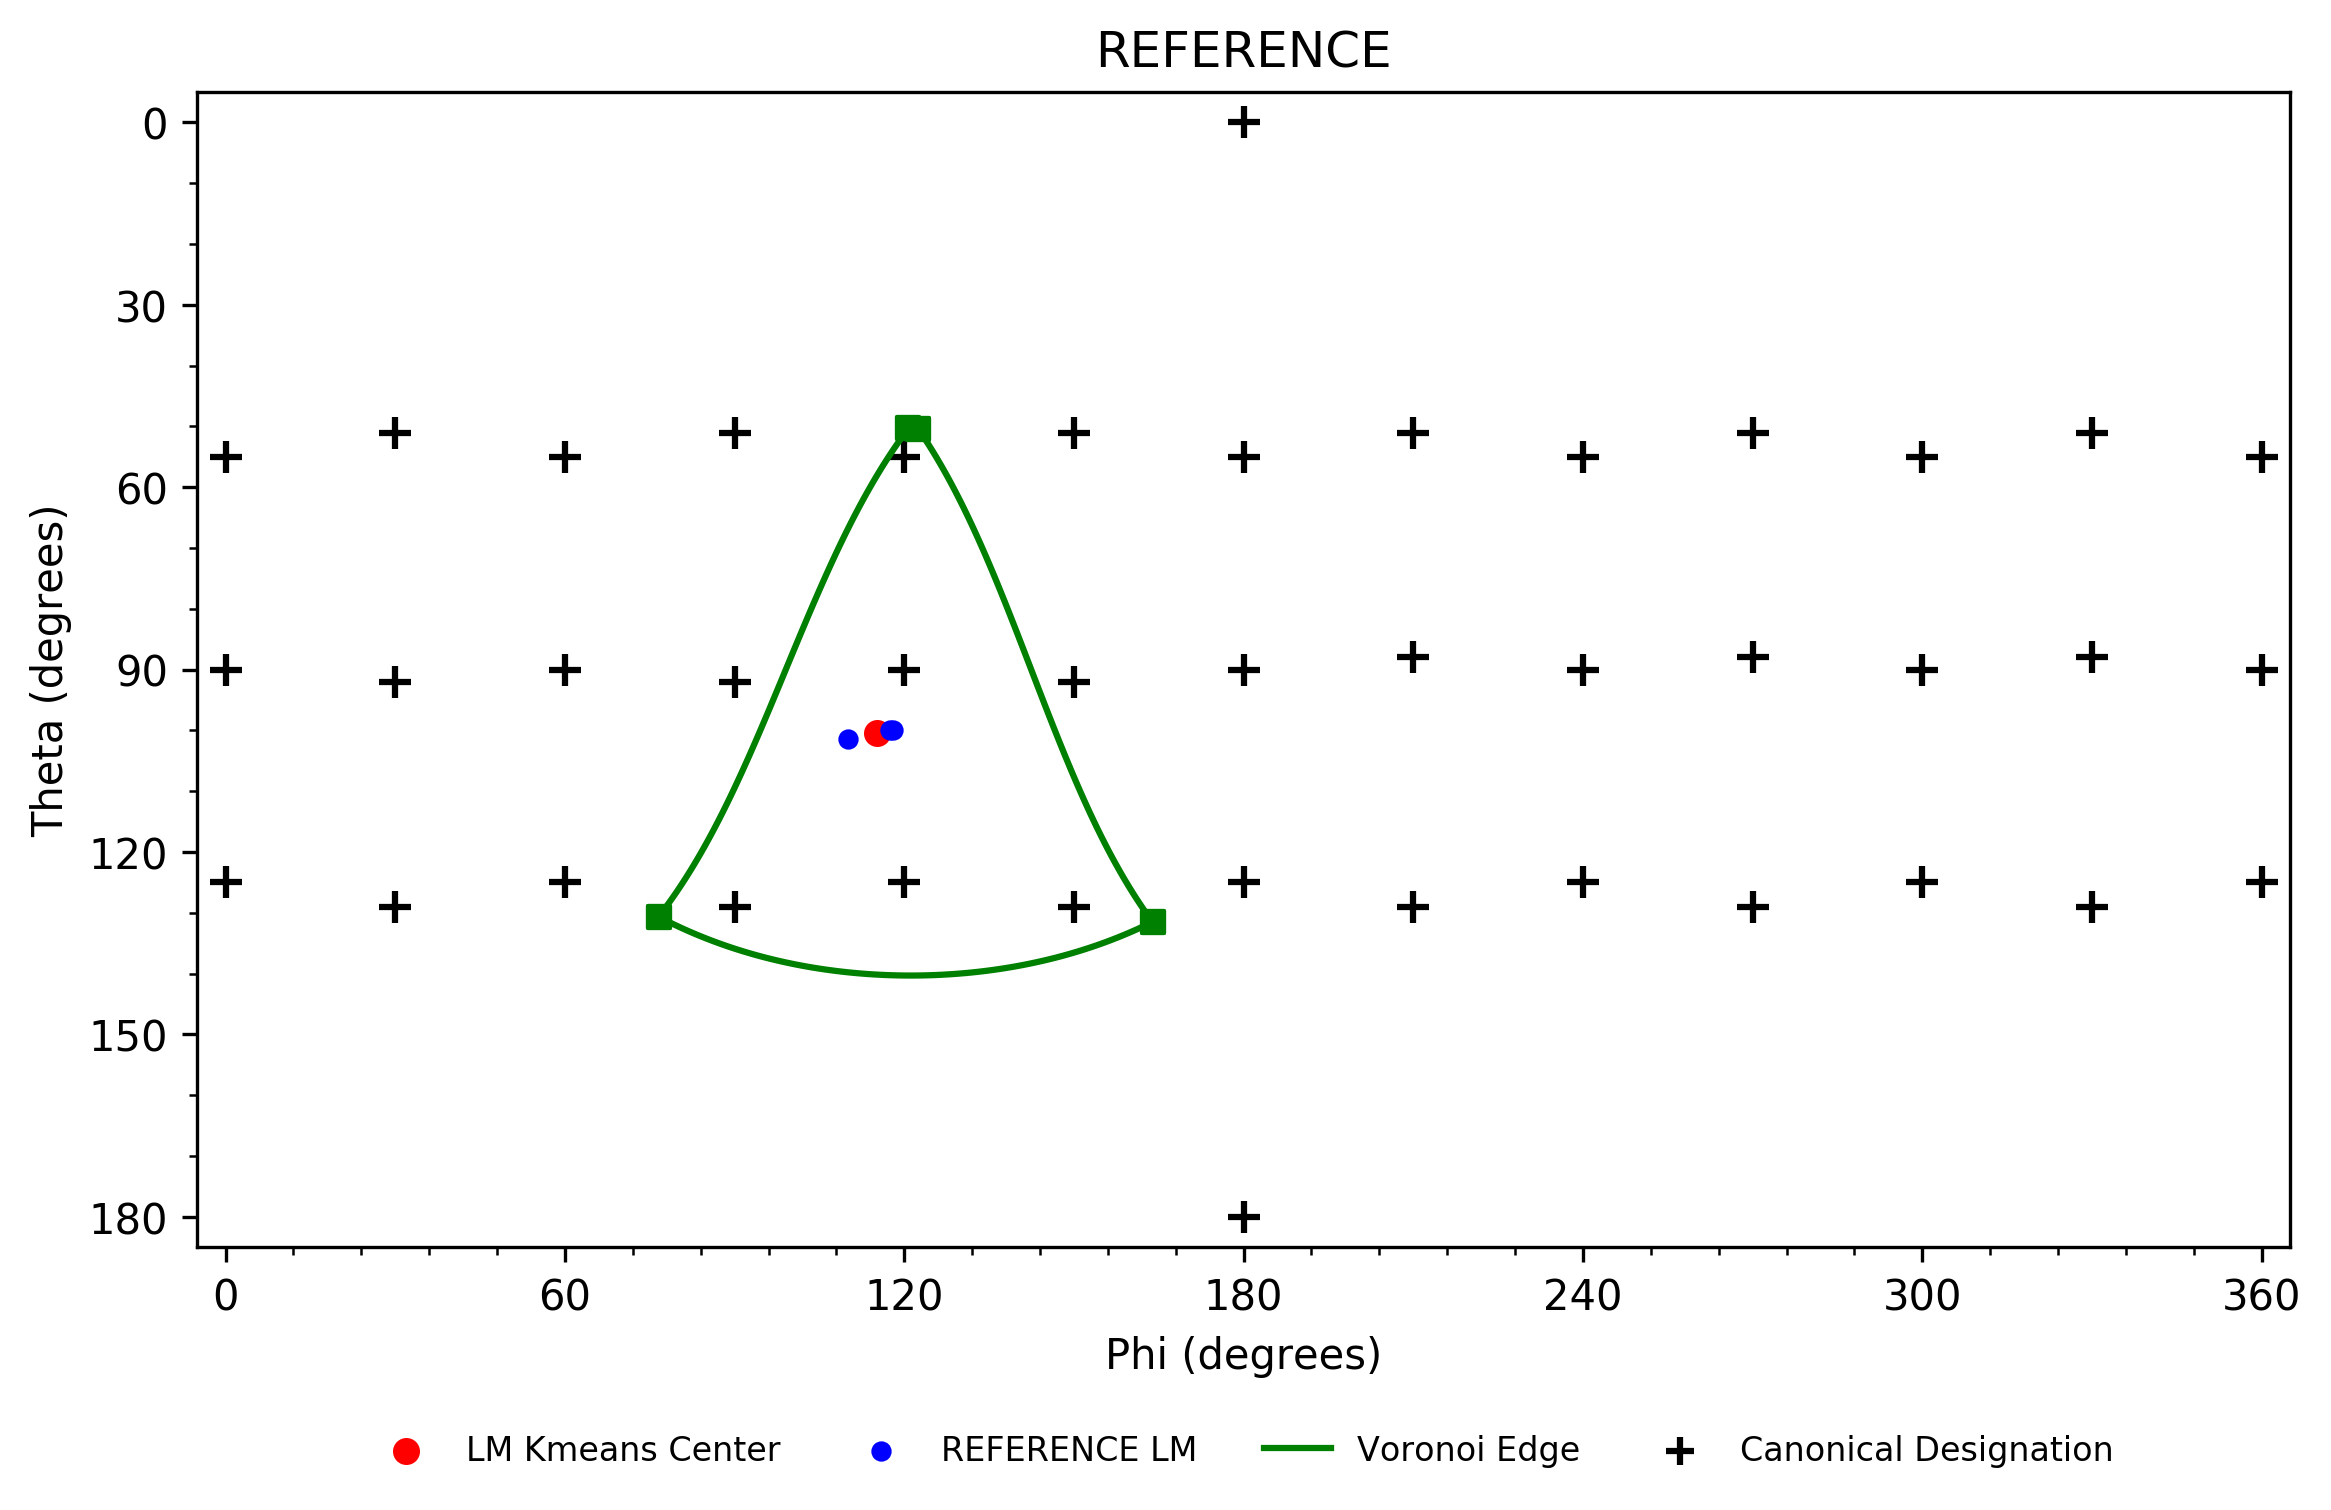 REFERENCE
0
30
60
90
120
150
180
Theta (degrees)
0 60 120 180 240 300 360
Phi (degrees)
LM Kmeans Center REFERENCE LM Voronoi Edge Canonical Designation